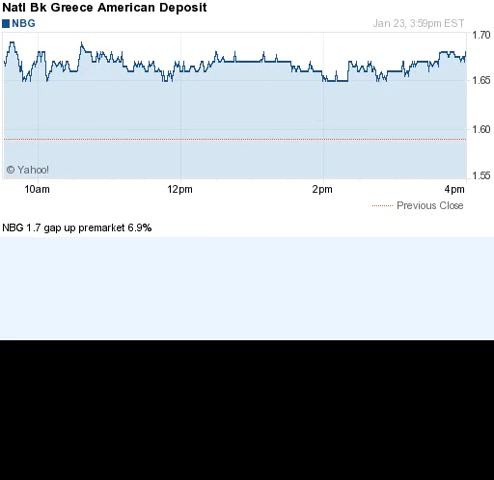 Natl Bk Greece American Deposit
NBG
Jan 23, 3:59pm EST
1.70
1.65
1.60
1.55
© Yahoo!
10am
12pm
2pm
4pm
Previous Close
NBG 1.7 gap up premarket 6.9%